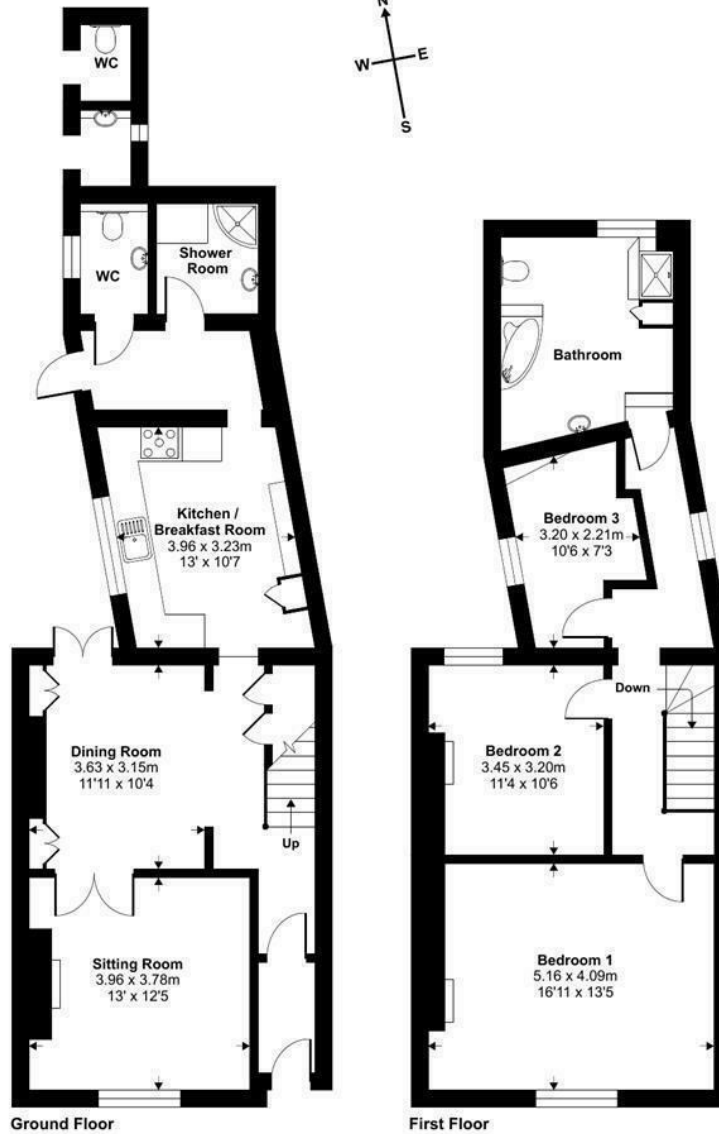 N
W
E
S
WC
WC
Shower
Room
Kitchen /
Breakfast Room
3.96 x 3.23m
13' x 10'7
Dining Room
3.63 x 3.15m
11'11 x 10'4
Up
Sitting Room
3.96 x 3.78m
13' x 12'5
Ground Floor
Bathroom
Bedroom 3
3.20 x 2.21m
10'6 x 7'3
Down
Bedroom 2
3.45 x 3.20m
11'4 x 10'6
Bedroom 1
5.16 x 4.09m
16'11 x 13'5
First Floor